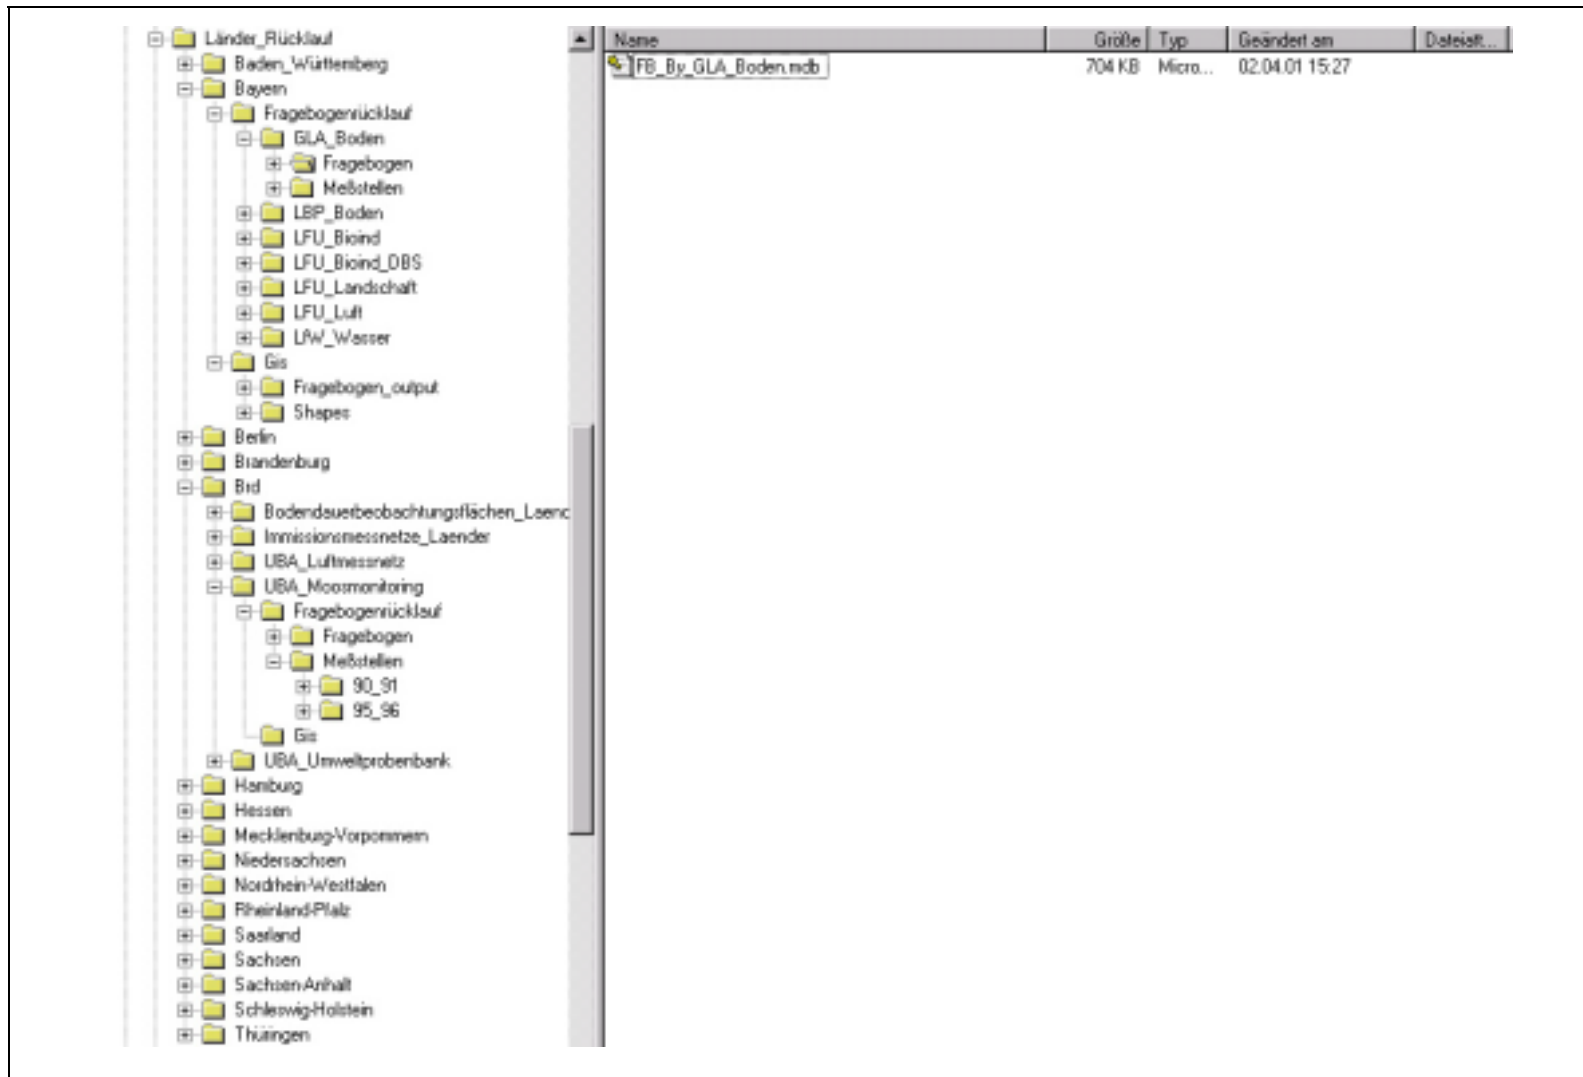 Länder_Rücklauf
Baden_Württemberg
Bayern
Fragebogenrücklauf
GLA_Boden
Fragebogen
Meßstellen
LBP_Boden
LFU_Bioind
LFU_Bioind_DBS
LFU_Landschaft
LFU_Luft
LfW_Wasser
Gis
Fragebogen_output
Shapes
Berlin
Brandenburg
Brd
Bodendauerbeobachtungsflächen_Laend
Immissionsmessnetze_Laender
UBA_Luftmessnetz
UBA_Moosmonitoring
Fragebogenrücklauf
Fragebogen
Meßstellen
90_91
95_96
Gis
UBA_Umweltprobenbank
Hamburg
Hessen
Mecklenburg-Vorpommern
Niedersachsen
Nordrhein-Westfalen
Rheinland-Pfalz
Saarland
Sachsen
Sachsen-Anhalt
Schleswig-Holstein
Thüringen
Name Größe Typ Geändert am Dateiatt...
FB_By_GLA_Boden.mdb 704 KB Micro... 02.04.01 15:27